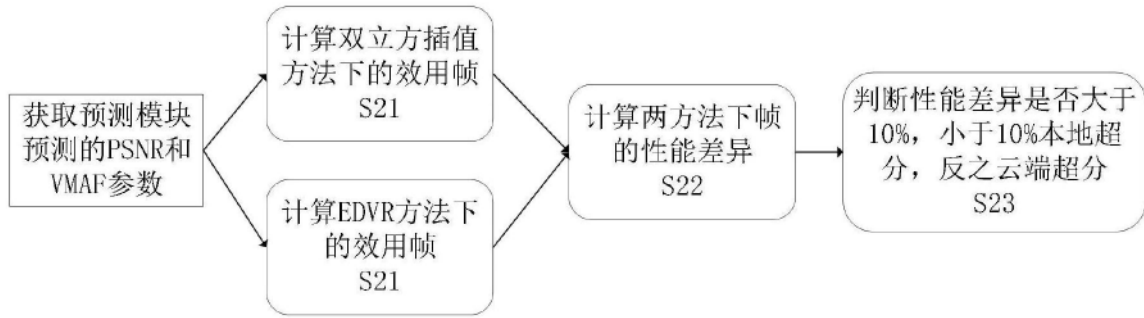 获取预测模块
预测的PSNR和
VMAF参数
计算双立方插值
方法下的效用帧
S21
计算EDVR方法下
的效用帧
S21
计算两方法下帧
的性能差异
S22
判断性能差异是否大于
10%，小于10%本地超
分，反之云端超分
S23